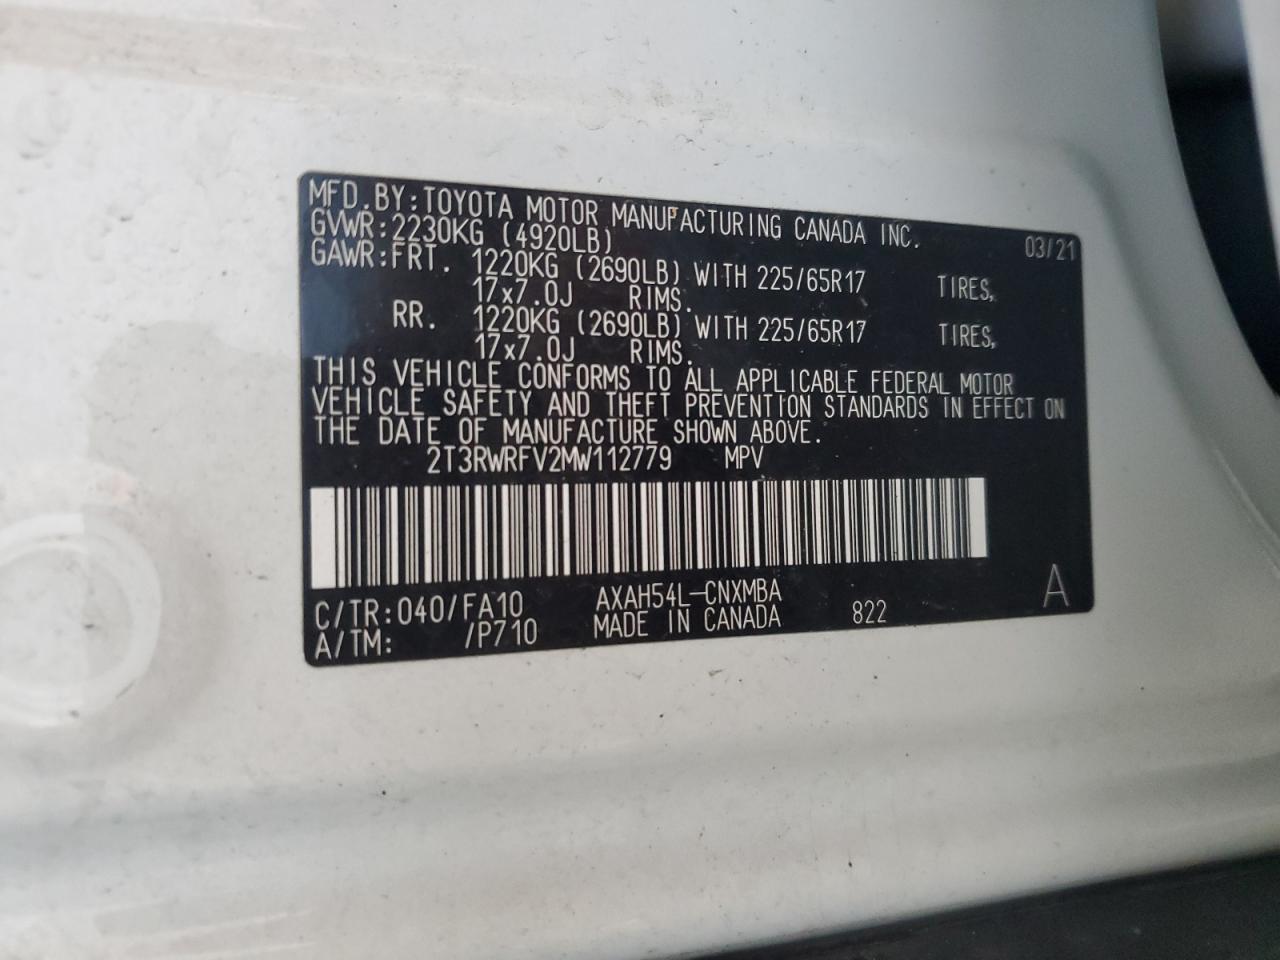 MFD.BY:TOYOTA MOTOR MANUFACTURING CANADA INC. 03/21
GVWR:2230KG (4920LB)
GAWR:FRT. 1220KG (2690LB) WITH 225/65R17 TIRES,
17x7.0J RIMS.
RR. 1220KG (2690LB) WITH 225/65R17 TIRES,
17x7.0J RIMS.
THIS VEHICLE CONFORMS TO ALL APPLICABLE FEDERAL MOTOR
VEHICLE SAFETY AND THEFT PREVENTION STANDARDS IN EFFECT ON
THE DATE OF MANUFACTURE SHOWN ABOVE.
2T3RWRFV2MW112779 MPV
C/TR:040/FA10 AXAH54L-CNXMBA
A/TM: /P710 MADE IN CANADA 822 A